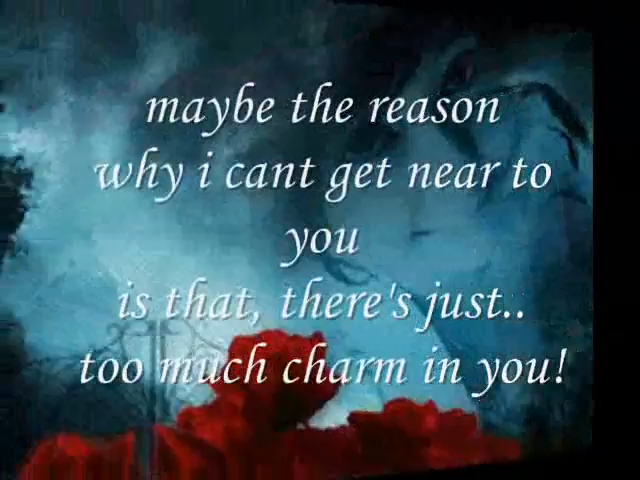 maybe the reason
why i cant get near to
you
is that, there's just..
too much charm in you!